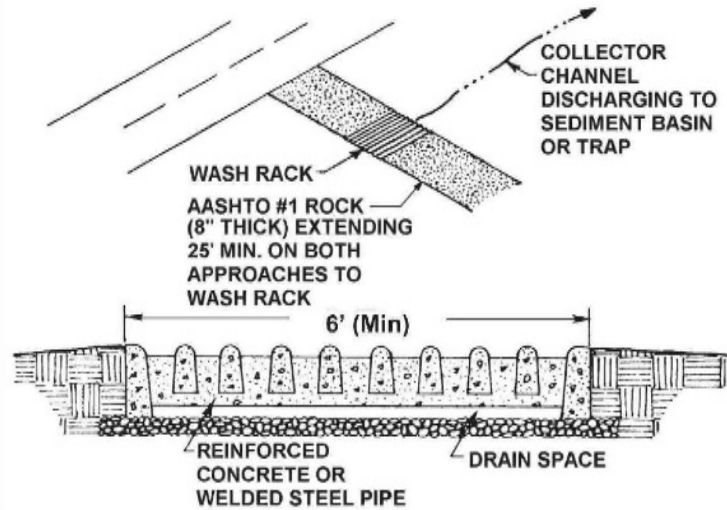 COLLECTOR
CHANNEL
DISCHARGING TO
SEDIMENT BASIN
OR TRAP
WASH RACK
AASHTO #1 ROCK
(8" THICK) EXTENDING
25' MIN. ON BOTH
APPROACHES TO
WASH RACK
6' (Min)
REINFORCED
CONCRETE OR
WELDED STEEL PIPE
DRAIN SPACE